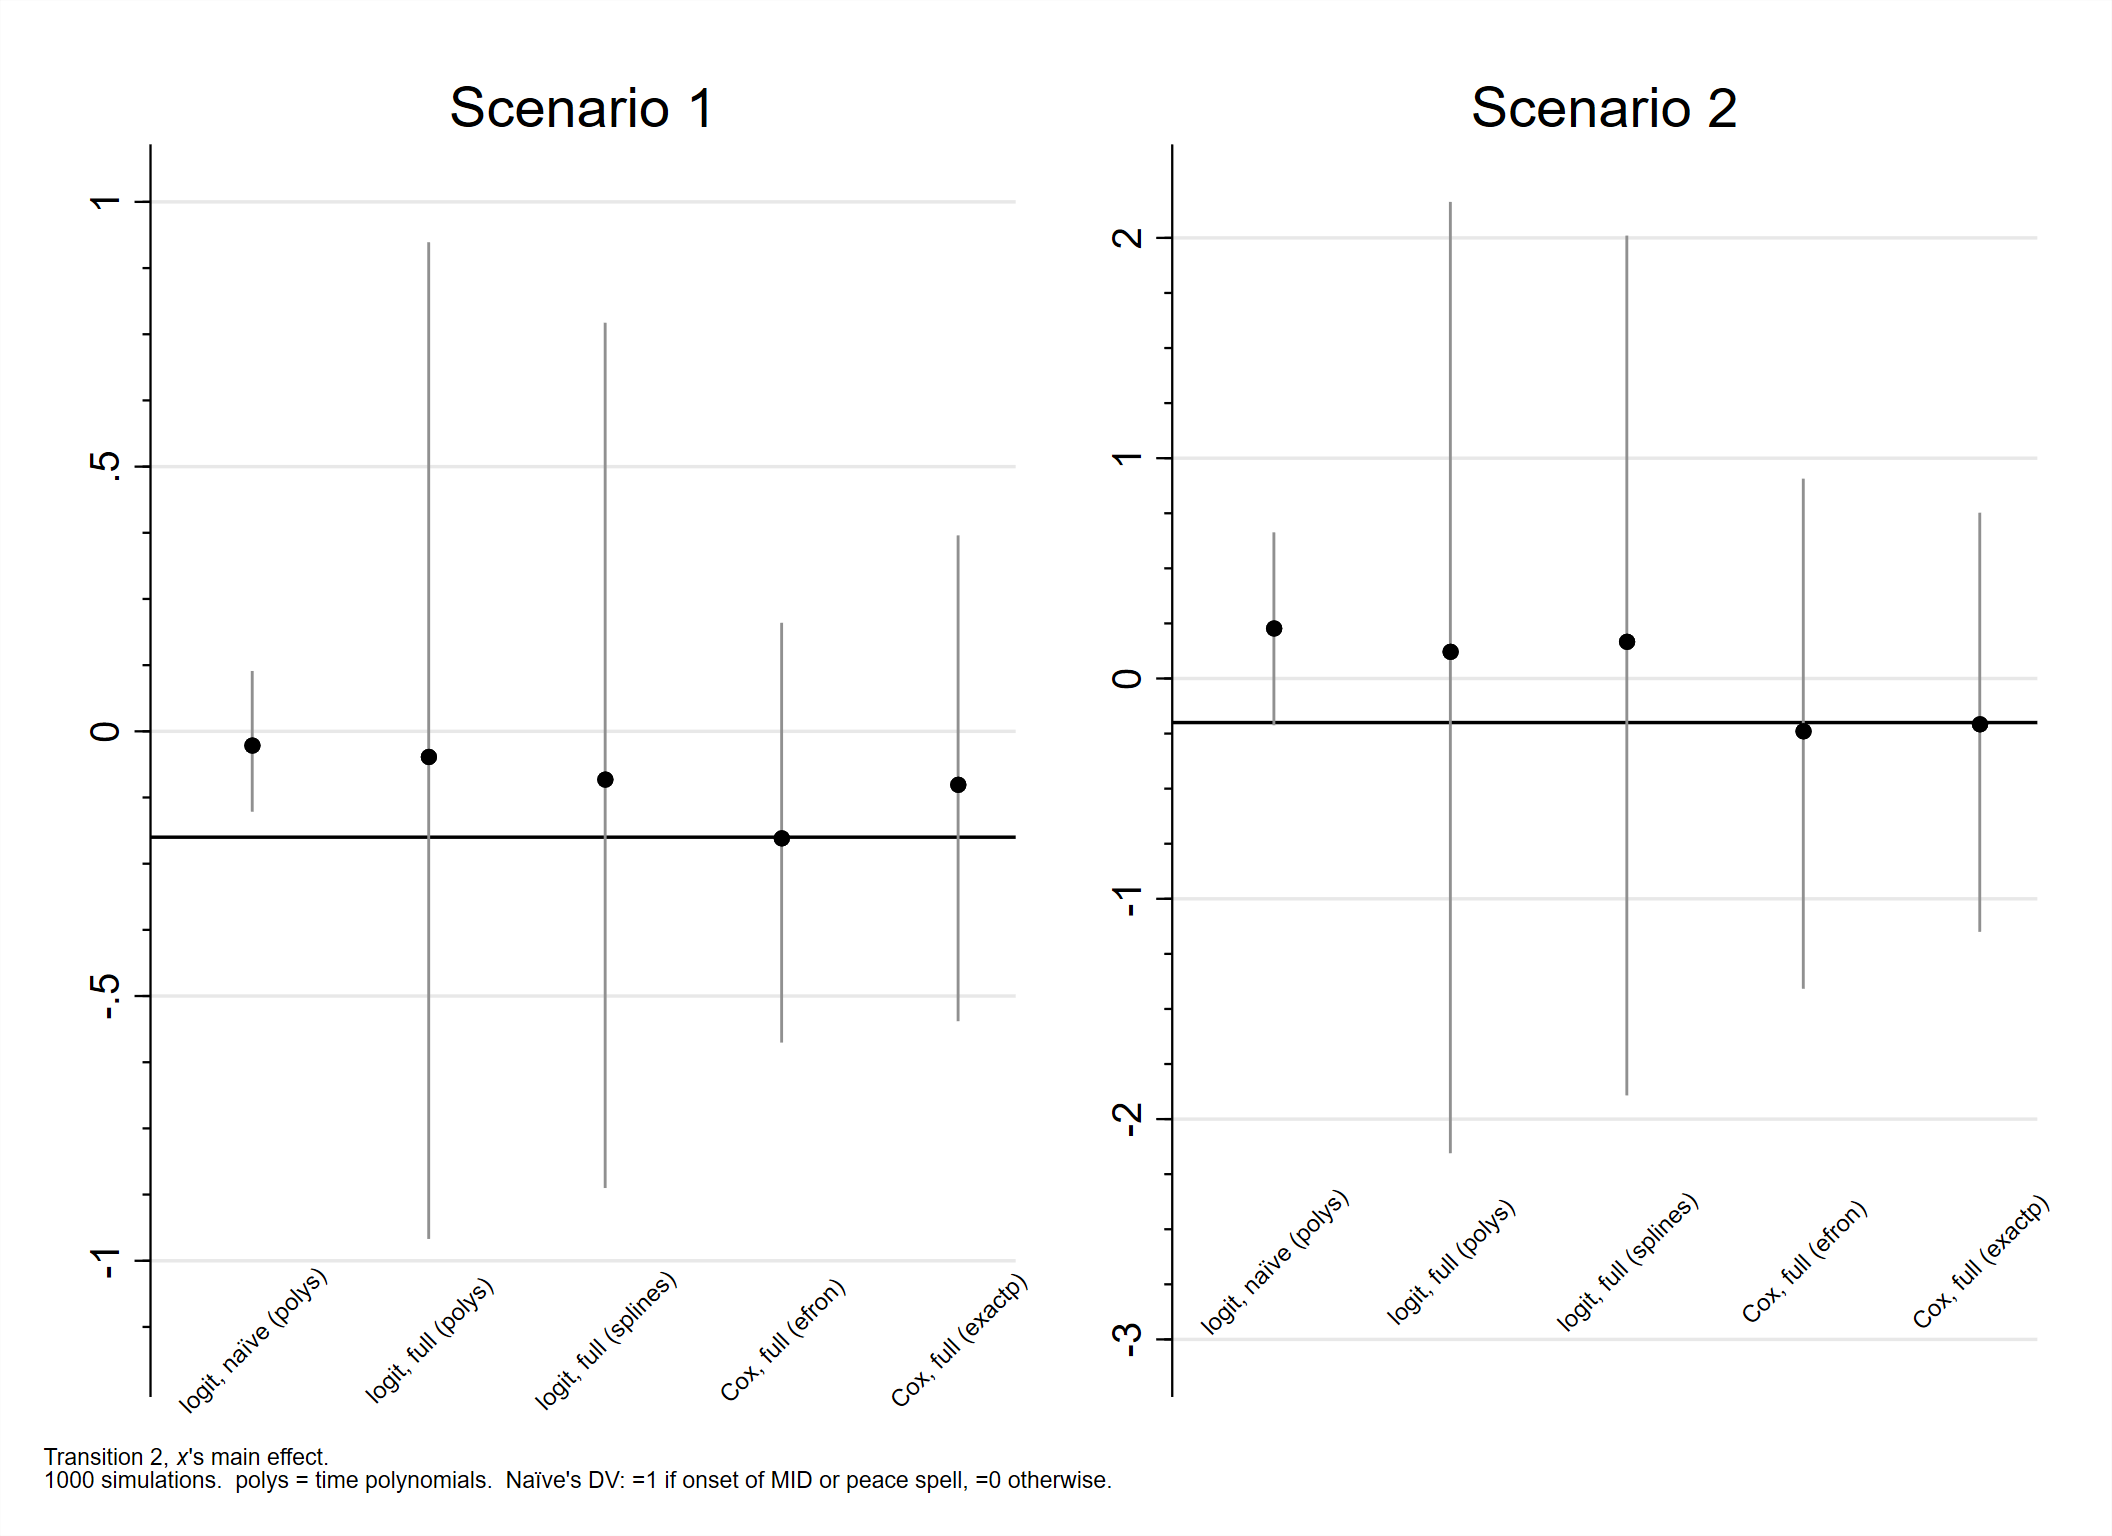 Scenario 1
1
.5
0
-.5
-1
logit, naïve (polys)
logit, full (polys)
logit, full (splines)
Cox, full (efron)
Cox, full (exactp)
Scenario 2
2
1
0
-1
-2
-3
logit, naïve (polys)
logit, full (polys)
logit, full (splines)
Cox, full (efron)
Cox, full (exactp)
Transition 2, x's main effect.
1000 simulations.  polys = time polynomials.  Naïve's DV: =1 if onset of MID or peace spell, =0 otherwise.